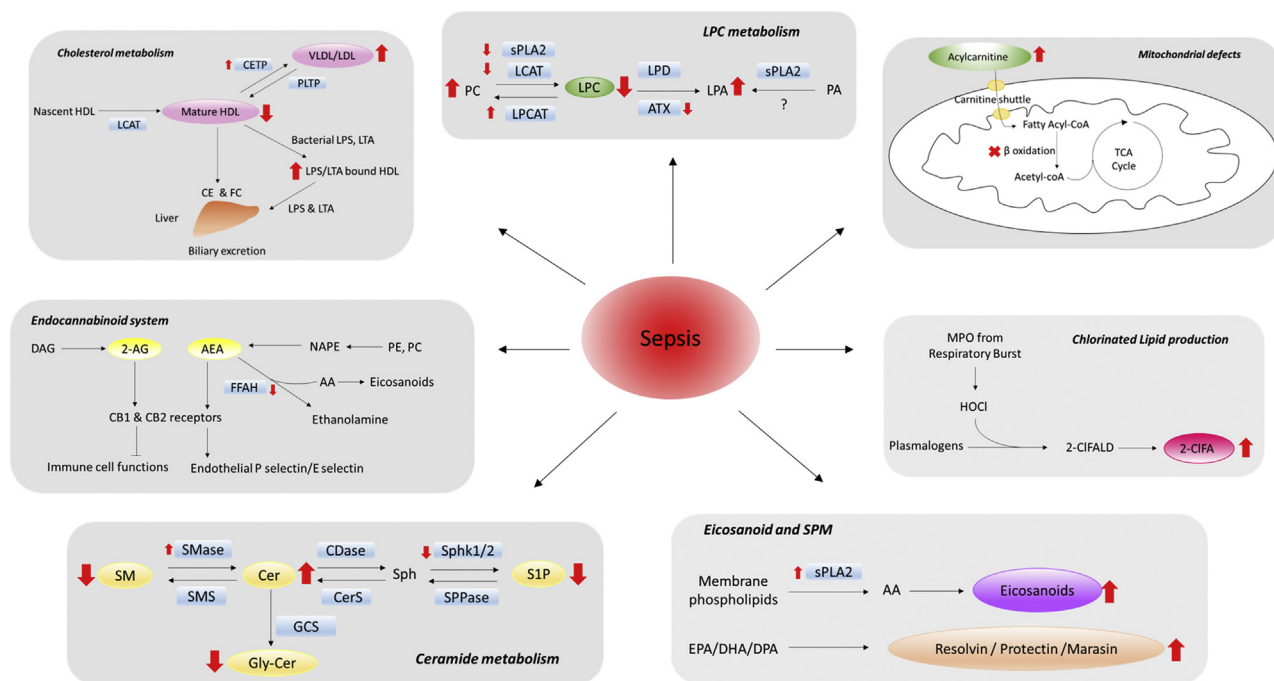 Cholesterol metabolism
VLDL/LDL
CETP
PLTP
Nascent HDL
Mature HDL
LCAT
Bacterial LPS, LTA
LPS/LTA bound HDL
CE & FC
Liver
LPS & LTA
Biliary excretion
LPC metabolism
sPLA2
LCAT
LPD
sPLA2
PC
LPC
LPA
PA
LPCAT
ATX
?
Acylcarnitine
Mitochondrial defects
Carnitine shuttle
Fatty Acyl-CoA
β oxidation
TCA
Cycle
Acetyl-coA
Sepsis
Endocannabinoid system
DAG
2-AG
AEA
NAPE
PE, PC
FFAH
AA
Eicosanoids
Ethanolamine
CB1 & CB2 receptors
Immune cell functions
Endothelial P selectin/E selectin
MPO from
Respiratory Burst
Chlorinated Lipid production
HOCl
Plasmalogens
2-ClFALD
2-ClFA
SMase
CDase
Sphk1/2
SM
Cer
Sph
S1P
SMS
CerS
SPPase
GCS
Gly-Cer
Ceramide metabolism
Eicosanoid and SPM
sPLA2
Membrane
phospholipids
AA
Eicosanoids
EPA/DHA/DPA
Resolvin / Protectin /Marasin